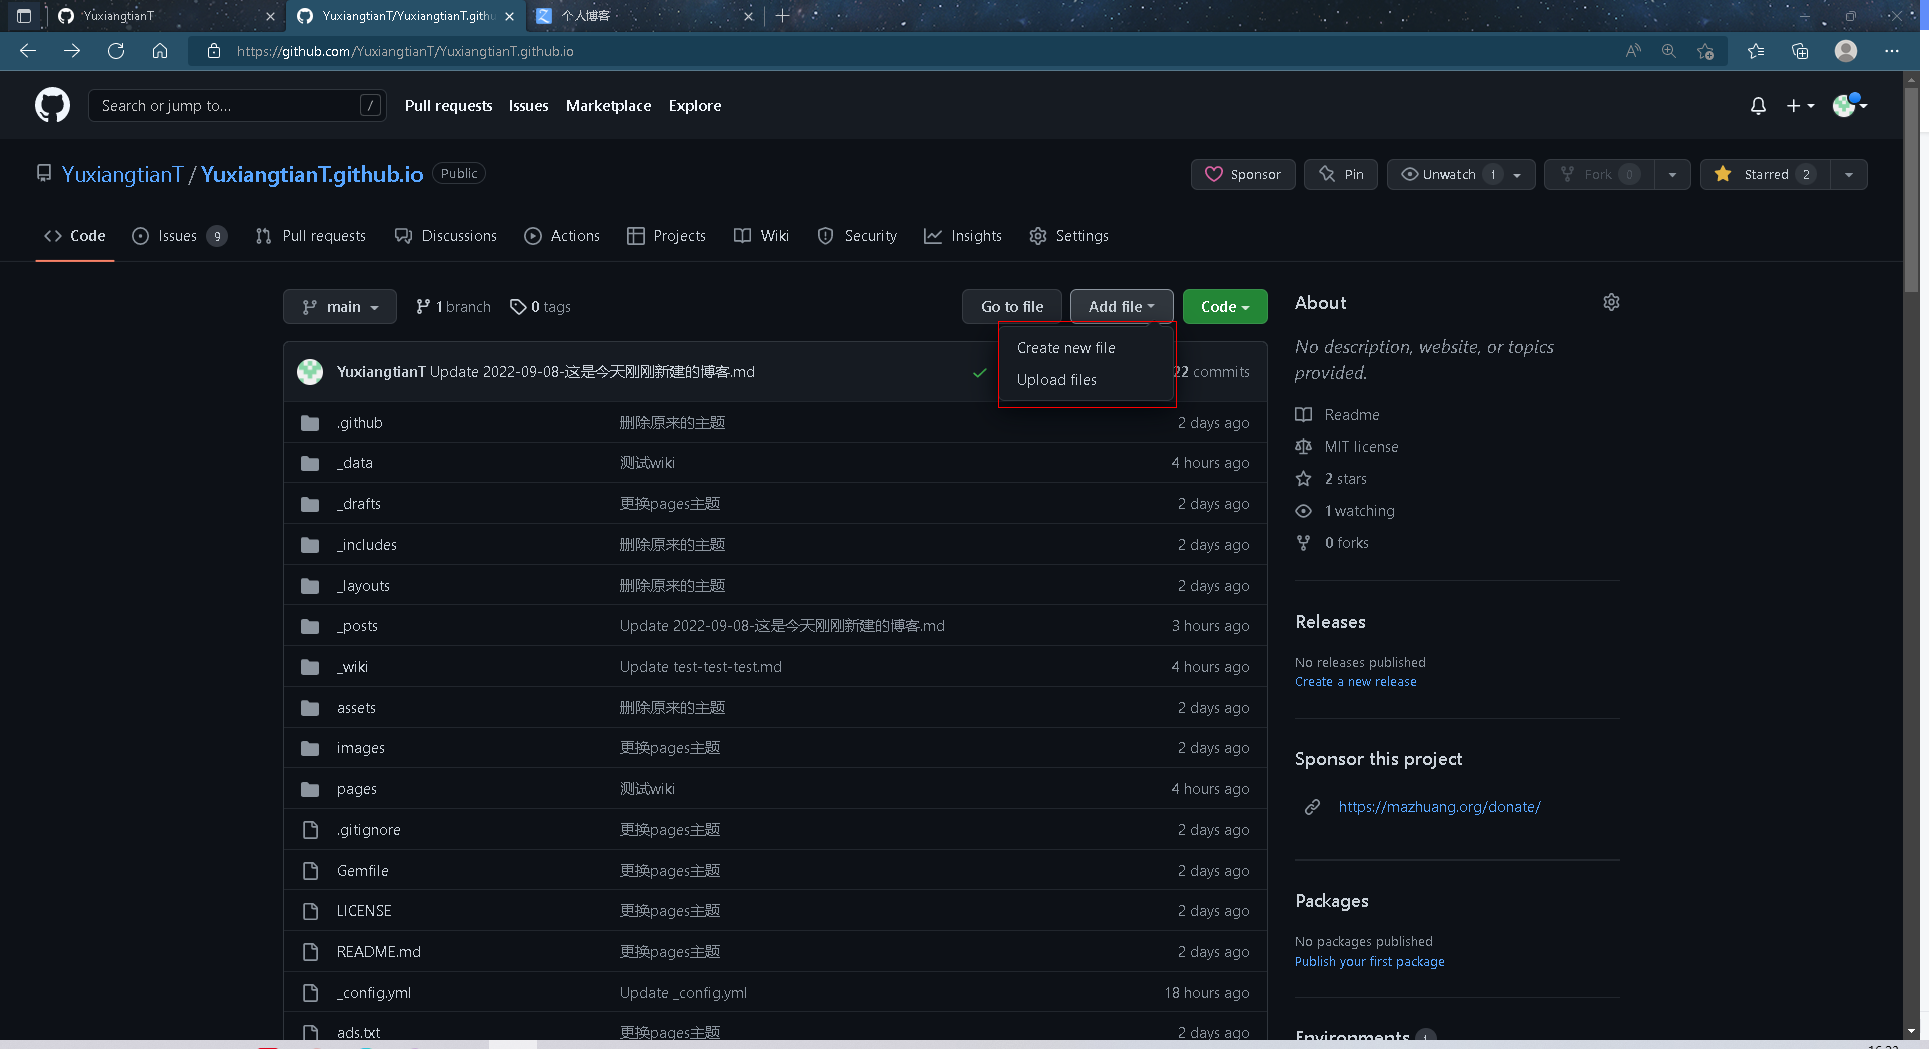 YuxiangtianT
YuxiangtianT/YuxiangtianT.gith
个人博客
https://github.com/YuxiangtianT/YuxiangtianT.github.io
Search or jump to...
/
Pull requests
Issues
Marketplace
Explore
YuxiangtianT / YuxiangtianT.github.io
Public
Sponsor
Pin
Unwatch 1
Fork 0
Starred 2
Code
Issues 9
Pull requests
Discussions
Actions
Projects
Wiki
Security
Insights
Settings
main
1 branch
0 tags
Go to file
Add file
Code
Create new file
Upload files
YuxiangtianT Update 2022-09-08-这是今天刚刚新建的博客.md
22 commits
.github 删除原来的主题 2 days ago
_data 测试wiki 4 hours ago
_drafts 更换pages主题 2 days ago
_includes 删除原来的主题 2 days ago
_layouts 删除原来的主题 2 days ago
_posts Update 2022-09-08-这是今天刚刚新建的博客.md 3 hours ago
_wiki Update test-test-test.md 4 hours ago
assets 删除原来的主题 2 days ago
images 更换pages主题 2 days ago
pages 测试wiki 4 hours ago
.gitignore 更换pages主题 2 days ago
Gemfile 更换pages主题 2 days ago
LICENSE 更换pages主题 2 days ago
README.md 更换pages主题 2 days ago
_config.yml Update _config.yml 18 hours ago
ads.txt 更换pages主题 2 days ago
About
No description, website, or topics
provided.
Readme
MIT license
2 stars
1 watching
0 forks
Releases
No releases published
Create a new release
Sponsor this project
https://mazhuang.org/donate/
Packages
No packages published
Publish your first package
Environments 1